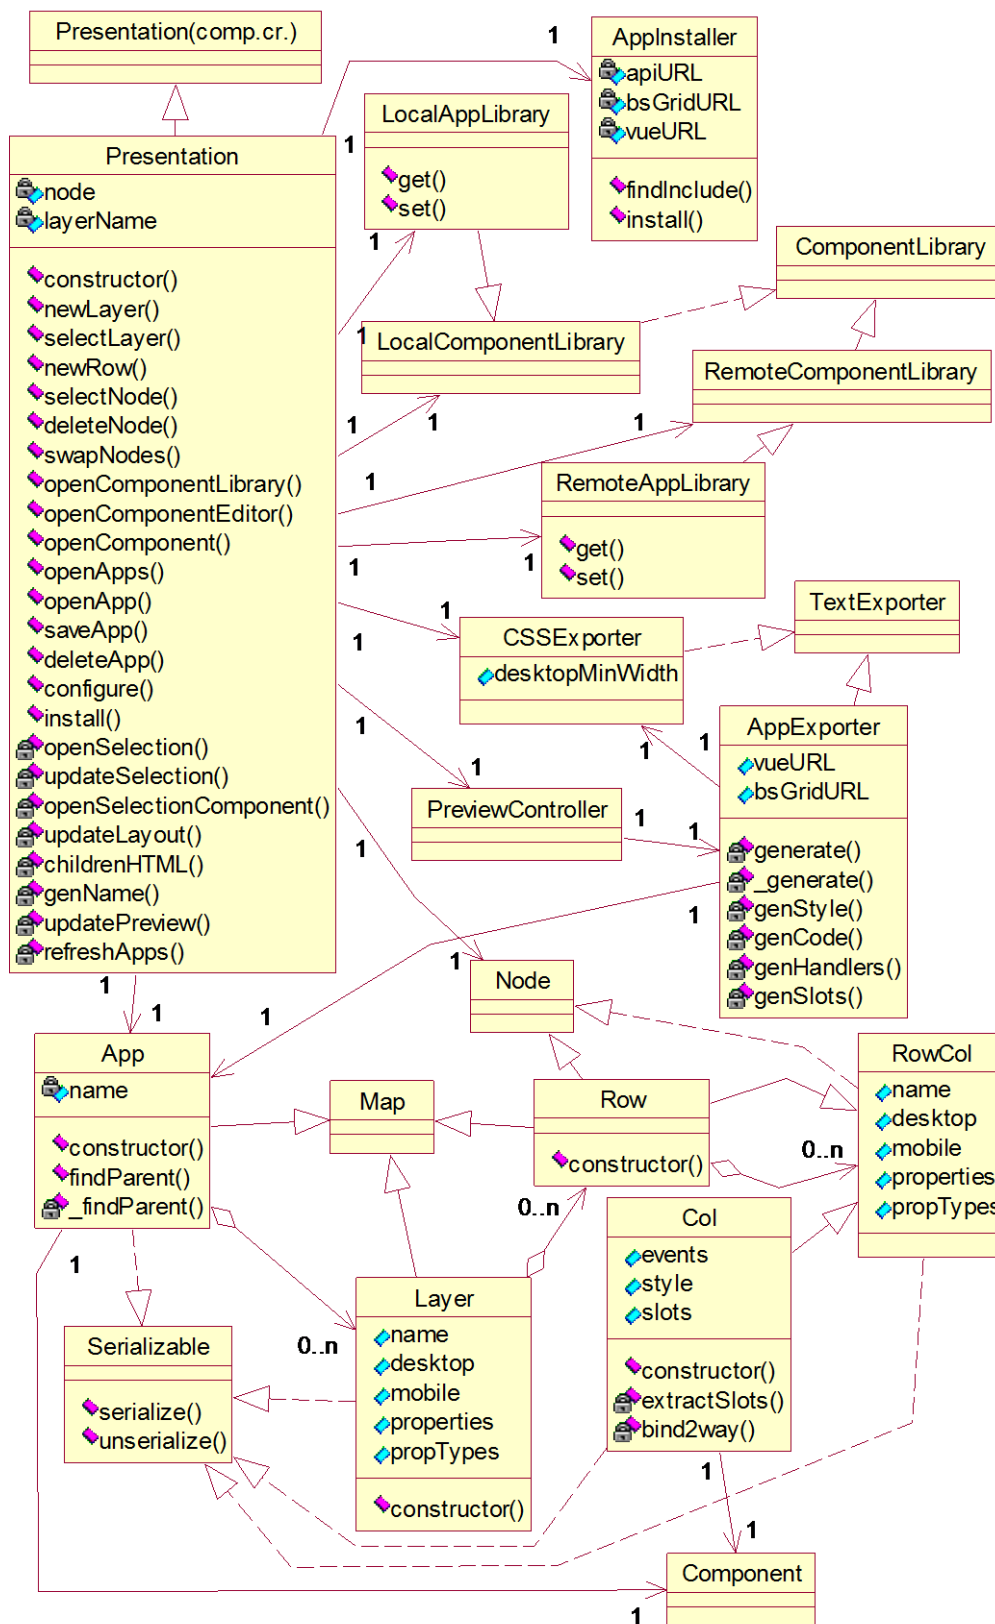 Presentation(comp.cr.)
1
AppInstaller
apiURL
bsGridURL
vueURL
findInclude()
install()
LocalAppLibrary
get()
set()
1
1
Presentation
node
layerName
constructor()
newLayer()
selectLayer()
newRow()
selectNode()
deleteNode()
swapNodes()
openComponentLibrary()
openComponentEditor()
openComponent()
openApps()
openApp()
saveApp()
deleteApp()
configure()
install()
openSelection()
updateSelection()
openSelectionComponent()
updateLayout()
childrenHTML()
genName()
updatePreview()
refreshApps()
ComponentLibrary
1
LocalComponentLibrary
RemoteComponentLibrary
1
1
1
1
RemoteAppLibrary
get()
set()
1
1
TextExporter
1
CSSExporter
desktopMinWidth
1
1
1
1
AppExporter
vueURL
bsGridURL
generate()
_generate()
genStyle()
genCode()
genHandlers()
genSlots()
1
PreviewController
1
1
1
1
1
Node
1
1
1
App
name
constructor()
findParent()
_findParent()
Map
Row
constructor()
RowCol
name
desktop
mobile
properties
propTypes
0..n
0..n
Col
events
style
slots
constructor()
extractSlots()
bind2way()
1
Layer
name
desktop
mobile
properties
propTypes
constructor()
0..n
Serializable
serialize()
unserialize()
1
1
Component
1